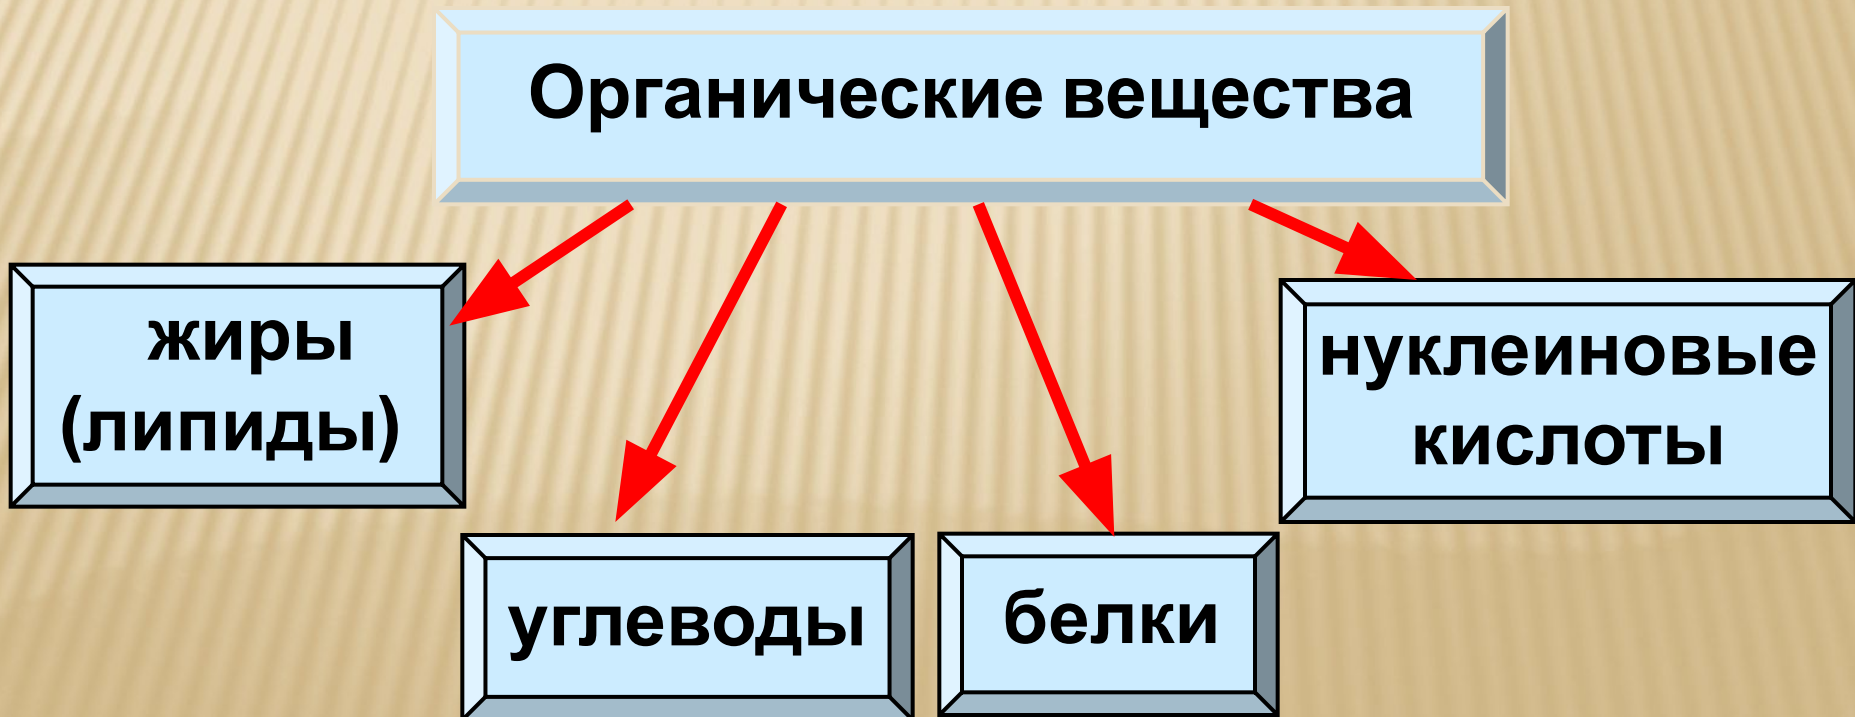 Органические вещества
жиры
(липиды)
нуклеиновые
кислоты
углеводы
белки